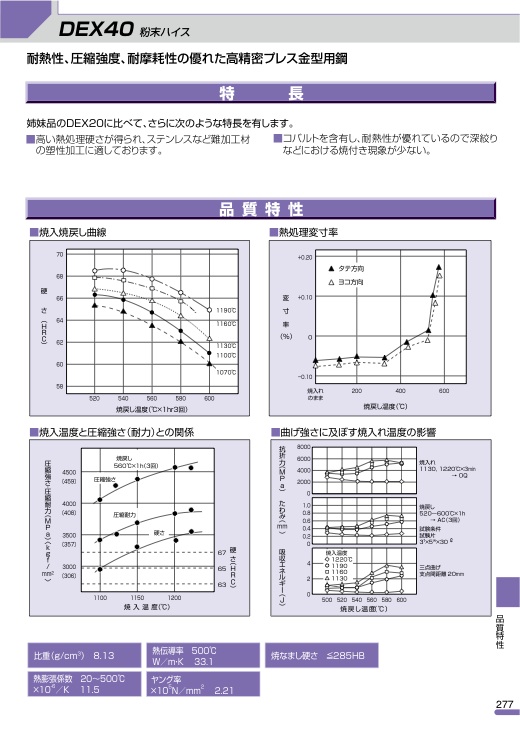 DEX40 粉末ハイス
耐熱性、圧縮強度、耐摩耗性の優れた高精密プレス金型用鋼
特　長
姉妹品のDEX20に比べて、さらに次のような特長を有します。
■高い熱処理硬さが得られ、ステンレスなど難加工材
の塑性加工に適しております。
■コバルトを含有し、耐熱性が優れているので深絞り
などにおける焼付き現象が少ない。
品質特性
■焼入焼戻し曲線
硬さ(HRC)
70
68
66
64
62
60
58
1190℃
1160℃
1130℃
1100℃
1070℃
520 540 560 580 600
焼戻し温度(℃×1hr3回)
■熱処理変寸率
変寸率(%)
+0.20
+0.10
0
-0.10
▲ タテ方向
△ ヨコ方向
焼入れ
のまま
200 400 600
焼戻し温度(℃)
■焼入温度と圧縮強さ(耐力)との関係
圧縮強さ・圧縮耐力(MPa)(kgf/mm²)
4500
(459)
4000
(408)
3500
(357)
3000
(306)
焼戻し
560℃×1h(3回)
圧縮強さ
圧縮耐力
硬さ
67
65
63
硬さ(HRC)
1100 1150 1200
焼入温度(℃)
■曲げ強さに及ぼす焼入れ温度の影響
抗折力(MPa)
8000
6000
4000
2000
0
たわみ(mm)
1.0
0.8
0.6
0.4
0.2
0
吸収エネルギー(J)
4
2
0
焼入温度
○ 1220℃
◇ 1190
□ 1160
△ 1130
500 520 540 560 580 600
焼戻し温度(℃)
焼入れ
1130、1220℃×3min
→ OQ
焼戻し
520〜600℃×1h
→ AC(3回)
試験条件
試験片
3ᵗ×5ʷ×30ℓ
三点曲げ
支点間距離 20mm
比重(g/cm³) 8.13
熱伝導率 500℃
W/m·K 33.1
焼なまし硬さ ≦285HB
熱膨張係数 20〜500℃
×10⁻⁶/K 11.5
ヤング率
×10⁵N/mm² 2.21
品質特性
277